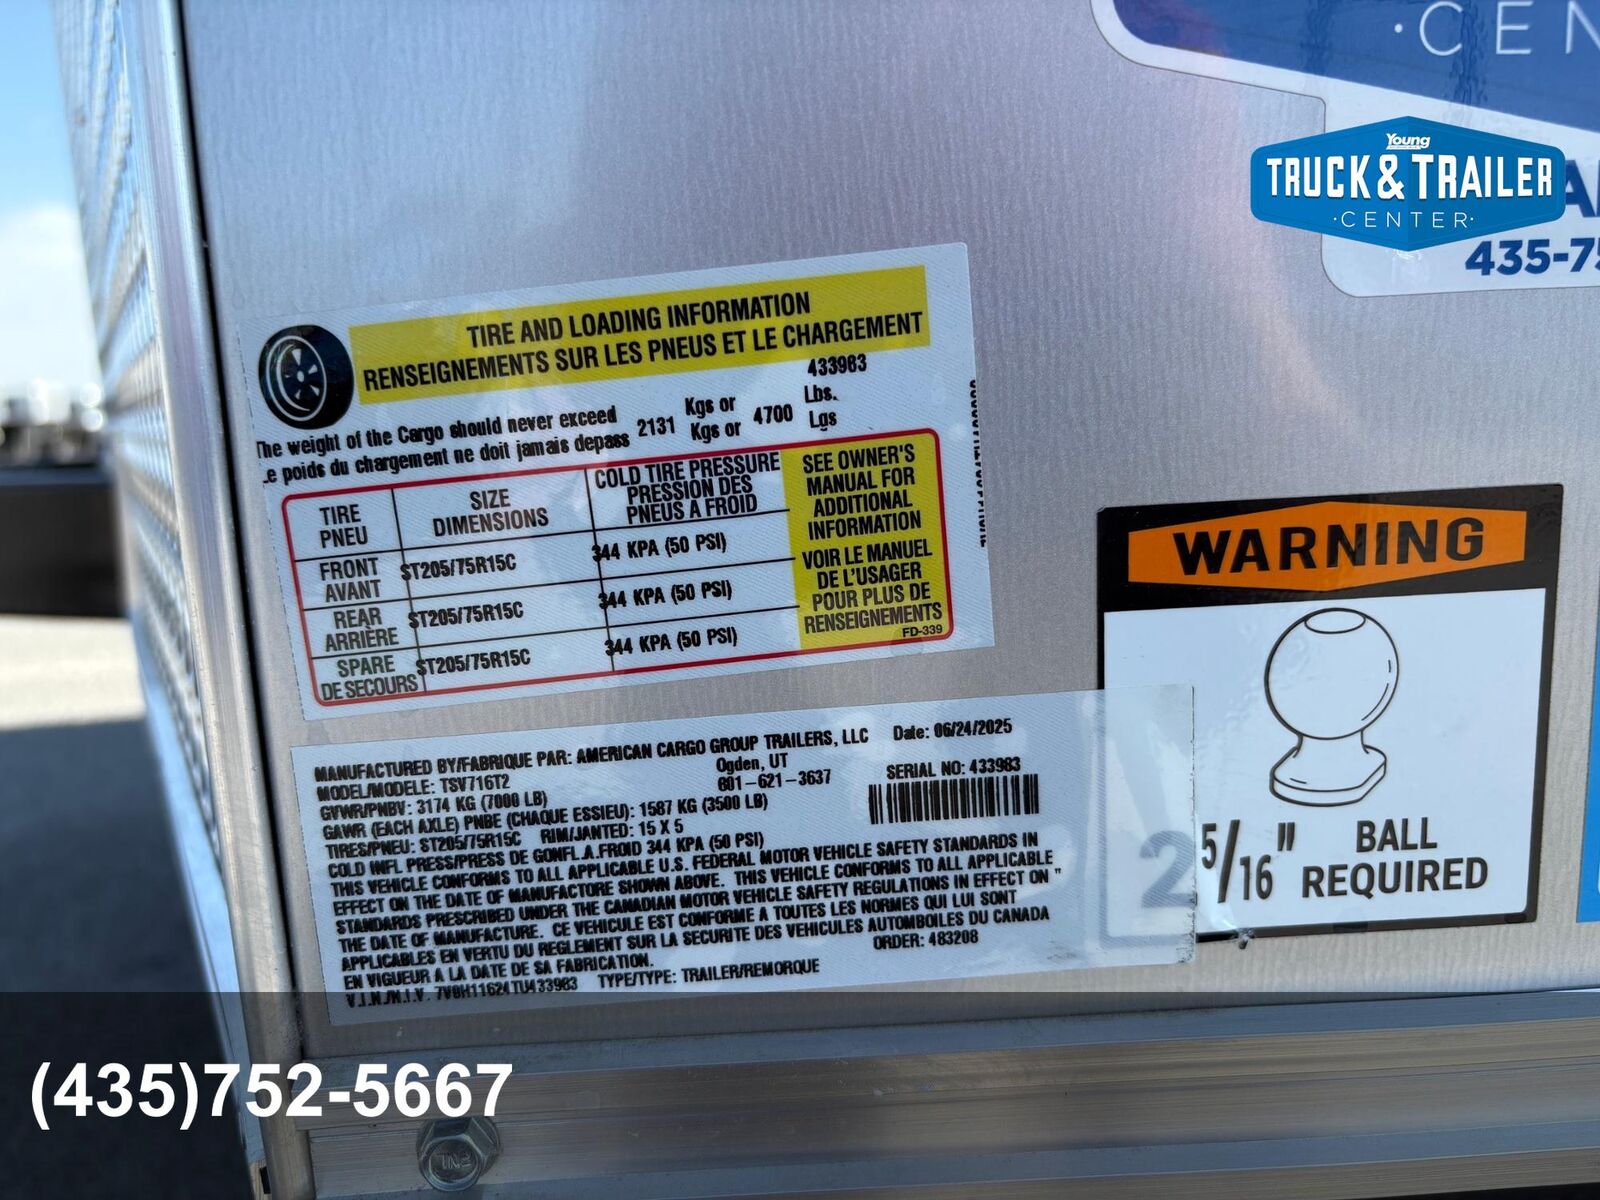 CEN
Young
TRUCK & TRAILER
·CENTER·
435-75
TIRE AND LOADING INFORMATION
RENSEIGNEMENTS SUR LES PNEUS ET LE CHARGEMENT
433983
The weight of the Cargo should never exceed 2131 Kgs or 4700 Lbs.
Le poids du chargement ne doit jamais depass Kgs or Lgs
TIRE PNEU SIZE DIMENSIONS COLD TIRE PRESSURE PRESSION DES PNEUS A FROID
FRONT AVANT ST205/75R15C 344 KPA (50 PSI)
REAR ARRIÈRE ST205/75R15C 344 KPA (50 PSI)
SPARE DE SECOURS ST205/75R15C 344 KPA (50 PSI)
SEE OWNER'S
MANUAL FOR
ADDITIONAL
INFORMATION
VOIR LE MANUEL
DE L'USAGER
POUR PLUS DE
RENSEIGNEMENTS
FD-339
WARNING
2 5/16" BALL REQUIRED
MANUFACTURED BY/FABRIQUE PAR: AMERICAN CARGO GROUP TRAILERS, LLC Date: 06/24/2025
Ogden, UT
MODEL/MODELE: TSV716T2 801-621-3637 SERIAL NO: 433983
GVWR/PNBV: 3174 KG (7000 LB)
GAWR (EACH AXLE) PNBE (CHAQUE ESSIEU): 1587 KG (3500 LB)
TIRES/PNEU: ST205/75R15C RIM/JANTED: 15 X 5
COLD INFL PRESS/PRESS DE GONFL.A.FROID 344 KPA (50 PSI)
THIS VEHICLE CONFORMS TO ALL APPLICABLE U.S. FEDERAL MOTOR VEHICLE SAFETY STANDARDS IN
EFFECT ON THE DATE OF MANUFACTORE SHOWN ABOVE. THIS VEHICLE CONFORMS TO ALL APPLICABLE
STANDARDS PRESCRIBED UNDER THE CANADIAN MOTOR VEHICLE SAFETY REGULATIONS IN EFFECT ON "
THE DATE OF MANUFACTURE. CE VEHICULE EST CONFORME A TOUTES LES NORMES QUI LUI SONT
APPLICABLES EN VERTU DU REGLEMENT SUR LA SECURITE DES VEHICULES AUTOMBOILES DU CANADA
EN VIGUEUR A LA DATE DE SA FABRICATION. ORDER: 483208
V.I.N./N.I.V. 7V0H11624TU433983 TYPE/TYPE: TRAILER/REMORQUE
(435)752-5667